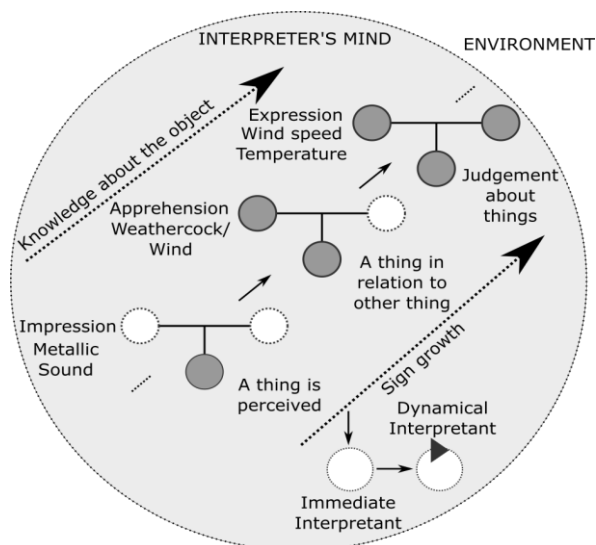 INTERPRETER'S MIND
ENVIRONMENT
Knowledge about the object
Expression
Wind speed
Temperature
Judgement
about
things
Apprehension
Weathercock/
Wind
A thing in
relation to
other thing
Impression
Metallic
Sound
A thing is
perceived
Sign growth
Dynamical
Interpretant
Immediate
Interpretant